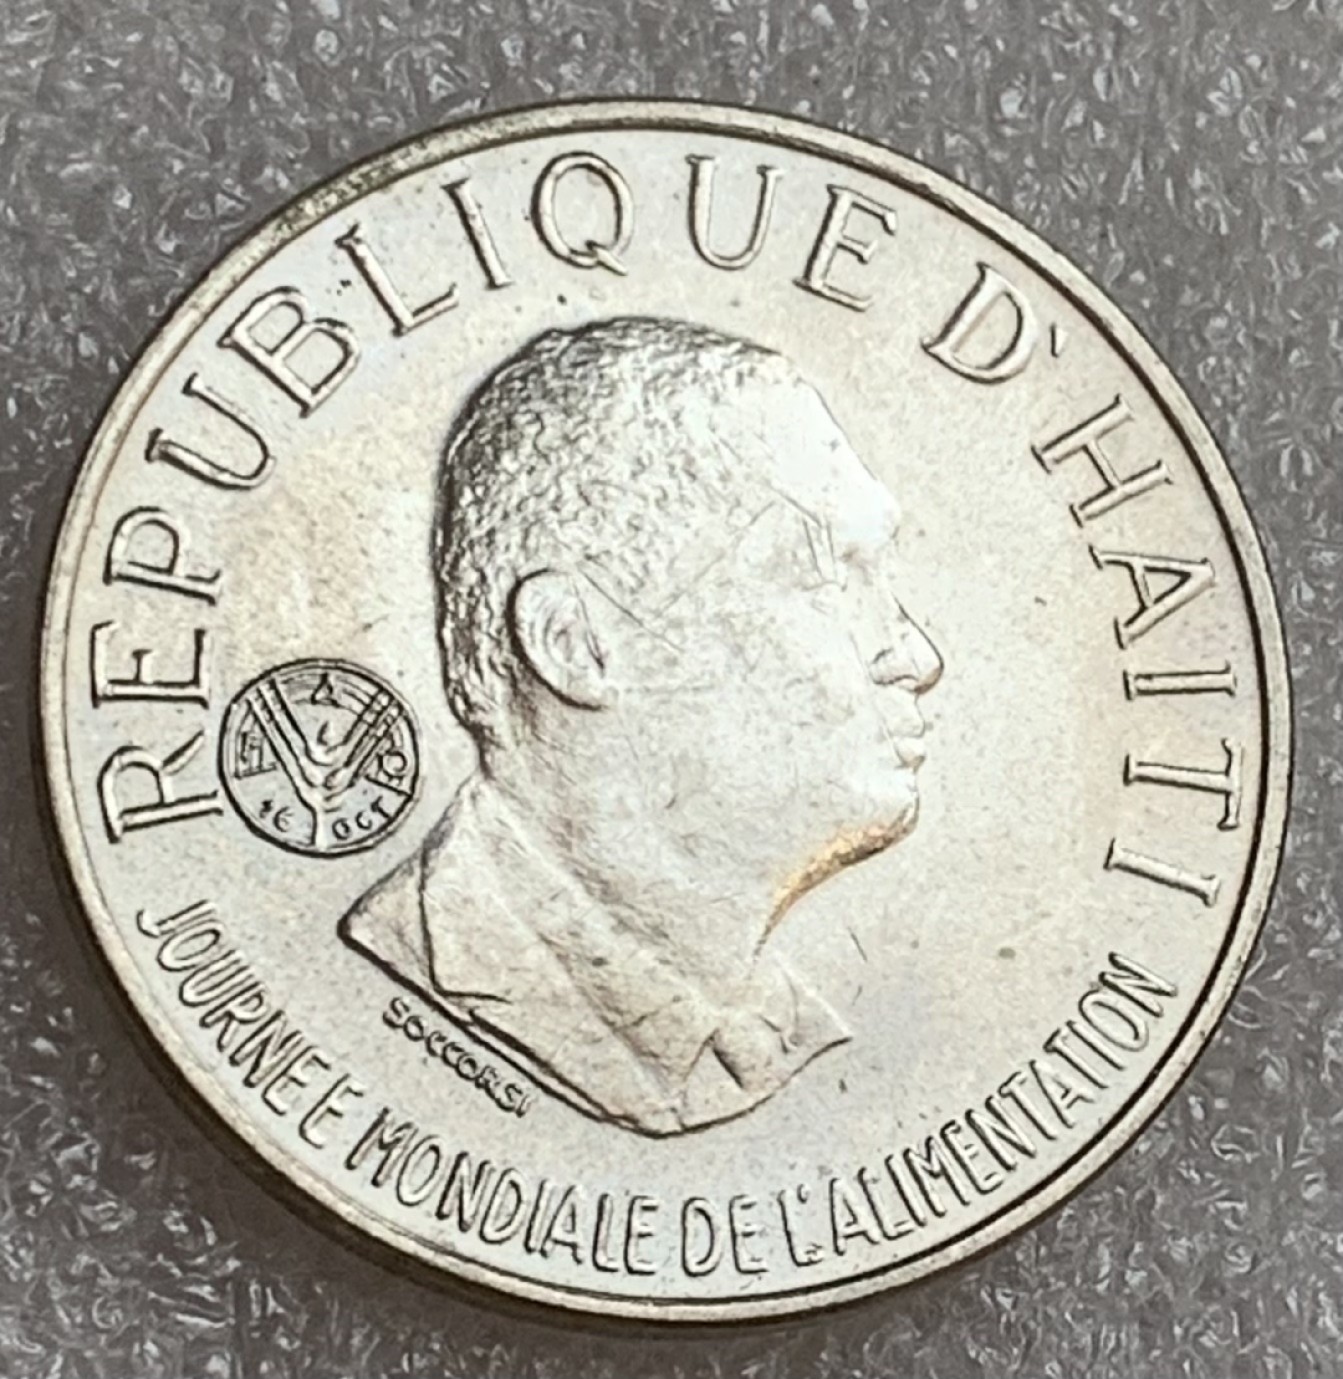 REPUBLIQUE D'HAITI
JOURNEE MONDIALE DE L'ALIMENTATION
16 OCT
SOCCORSI